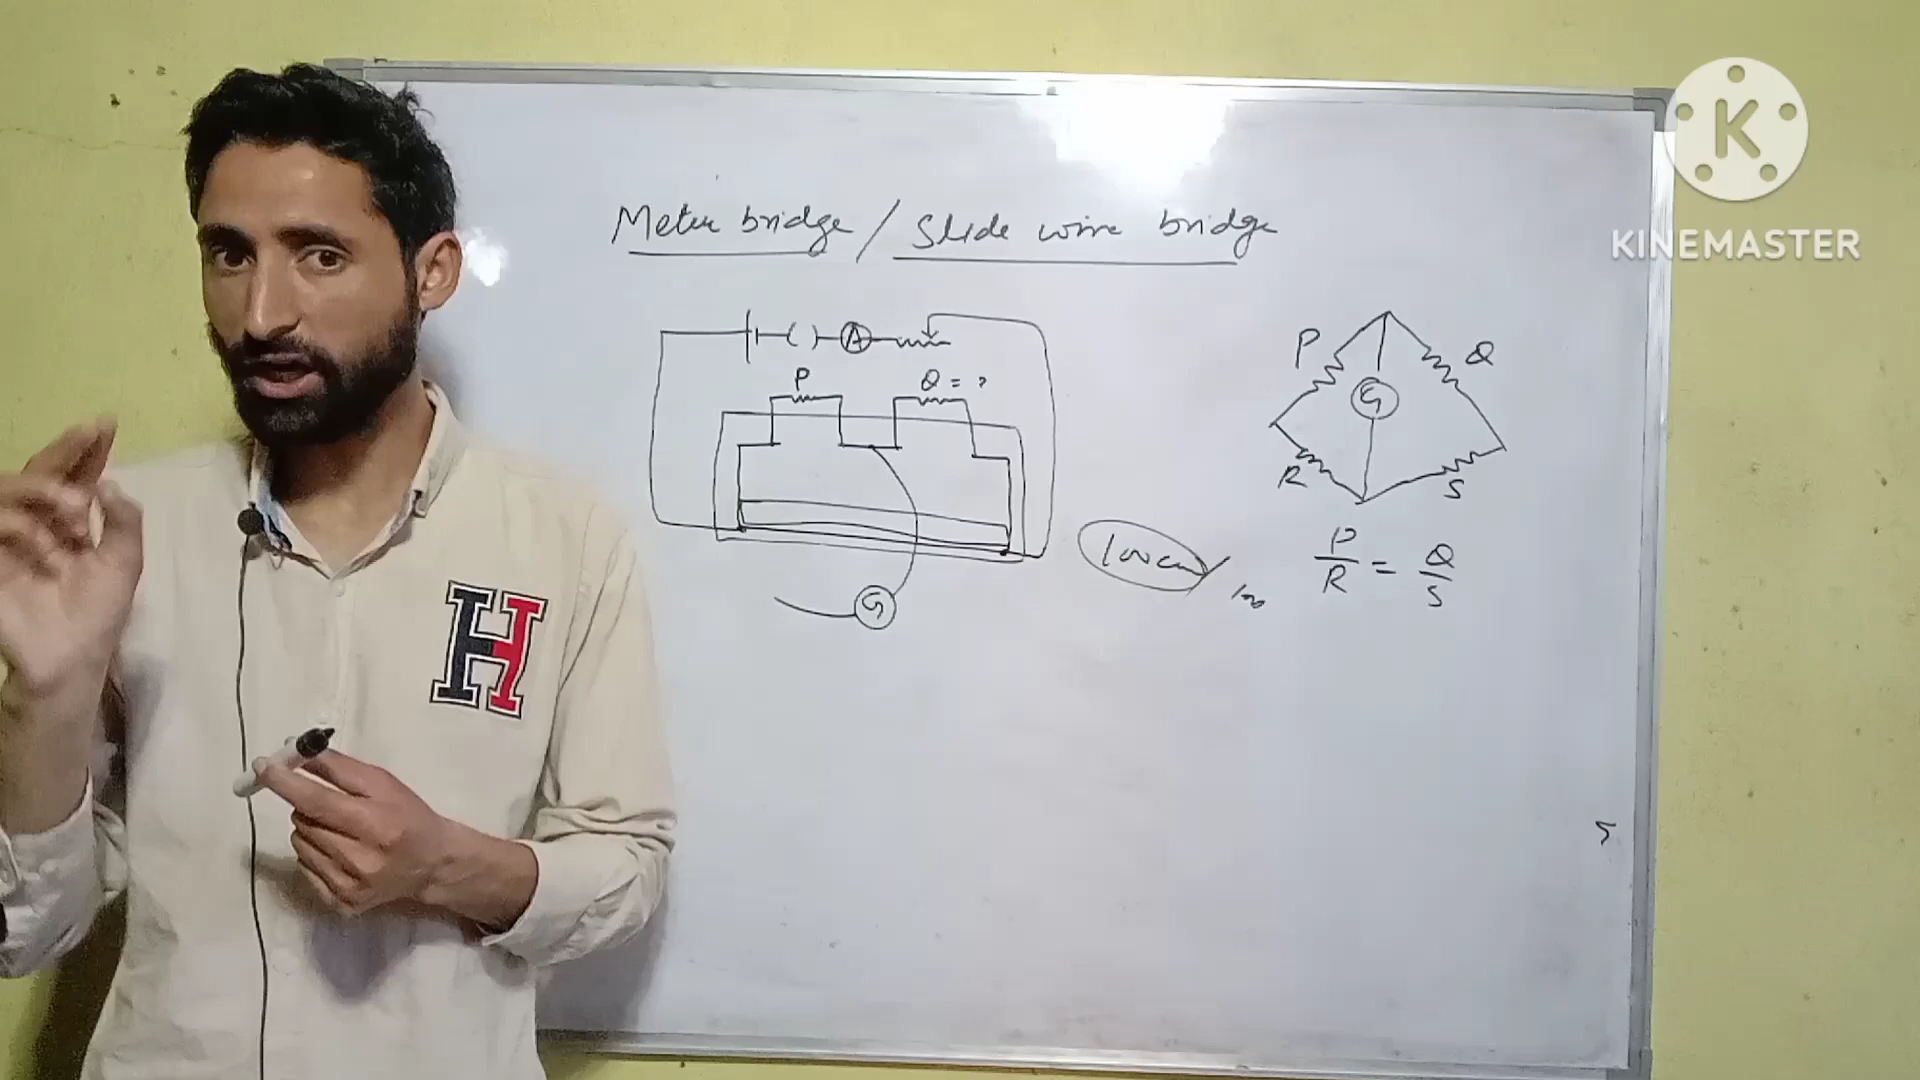 K
KINEMASTER
Meter bridge / Slide wire bridge
A
P
Q = ?
G
100 cm
P
Q
G
R
S
P/R = Q/S
H